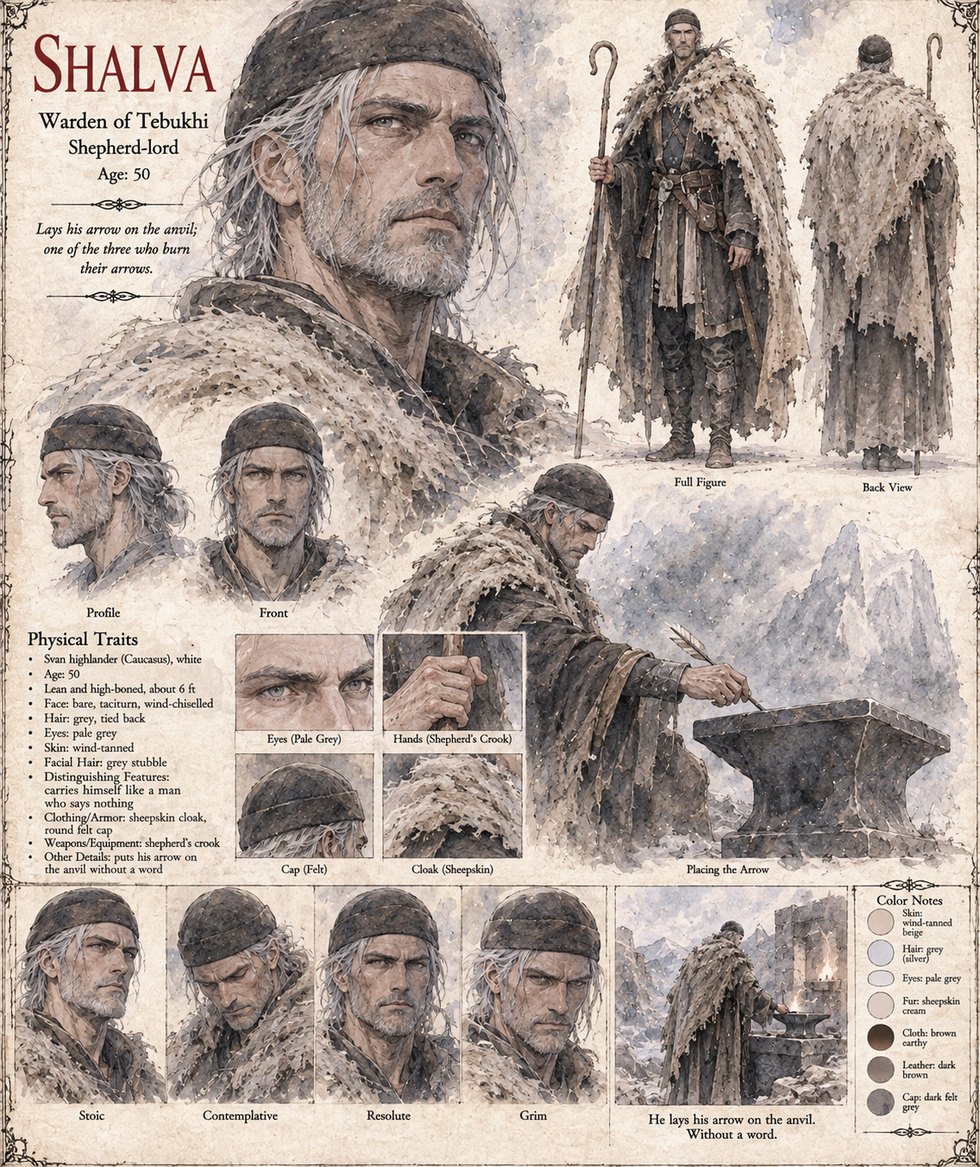 SHALVA
Warden of Tebukhi
Shepherd-lord
Age: 50
Lays his arrow on the anvil;
one of the three who burn
their arrows.
Full Figure
Back View
Profile
Front
Physical Traits
• Svan highlander (Caucasus), white
• Age: 50
• Lean and high-boned, about 6 ft
• Face: bare, taciturn, wind-chiselled
• Hair: grey, tied back
• Eyes: pale grey
• Skin: wind-tanned
• Facial Hair: grey stubble
• Distinguishing Features:
carries himself like a man
who says nothing
• Clothing/Armor: sheepskin cloak,
round felt cap
• Weapons/Equipment: shepherd's crook
• Other Details: puts his arrow on
the anvil without a word
Eyes (Pale Grey)
Hands (Shepherd's Crook)
Cap (Felt)
Cloak (Sheepskin)
Placing the Arrow
Stoic
Contemplative
Resolute
Grim
He lays his arrow on the anvil.
Without a word.
Color Notes
Skin:
wind-tanned
beige
Hair: grey
(silver)
Eyes: pale grey
Fur: sheepskin
cream
Cloth: brown
earthy
Leather: dark
brown
Cap: dark felt
grey